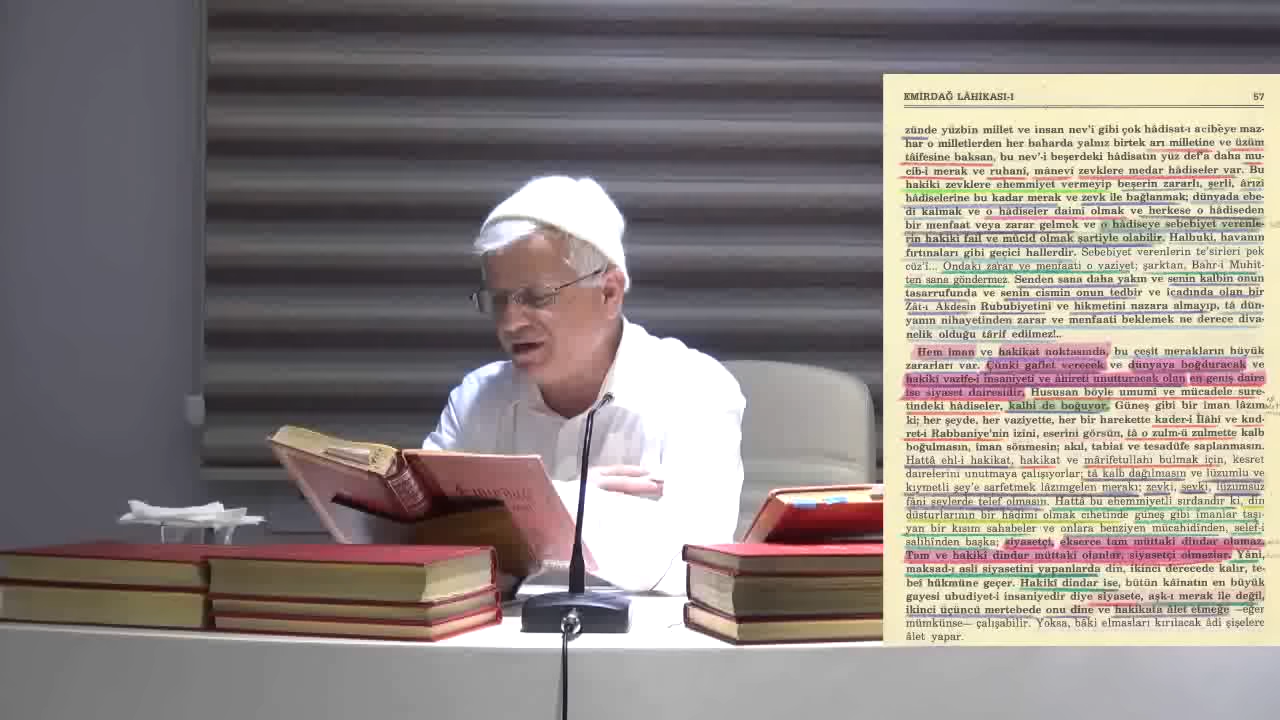 EMİRDAĞ LÂHİKASI-I 57
zünde yüzbin millet ve insan nev'i gibi çok hâdisat-ı acibeye maz-
har o milletlerden her baharda yalnız birtek arı milletine ve üzüm
tâifesine baksan, bu nev'-i beşerdeki hâdisatın yüz def'a daha mu-
cib-i merak ve ruhanî, mânevî zevklere medar hâdiseler var. Bu
hakikî zevklere ehemmiyet vermeyip beşerin zararlı, şerli, ârızî
hâdiselerine bu kadar merak ve zevk ile bağlanmak; dünyada ebe-
dî kalmak ve o hâdiseler daimî olmak ve herkese o hâdiseden
bir menfaat veya zarar gelmek ve o hâdiseye sebebiyet verenle-
rin hakikî fail ve mûcid olmak şartiyle olabilir. Halbuki, havanın
fırtınaları gibi geçici hallerdir. Sebebiyet verenlerin te'sirleri pek
cüz'î... Ondaki zarar ve menfaati o vaziyet; şarktan, Bahr-i Muhit-
ten sana göndermez. Senden sana daha yakın ve senin kalbin onun
tasarrufunda ve senin cismin onun tedbir ve icadında olan bir
Zât-ı Akdesin Rububiyetini ve hikmetini nazara almayıp, tâ dün-
yanın nihayetinden zarar ve menfaati beklemek ne derece diva-
nelik olduğu târif edilmez!..
Hem iman ve hakikat noktasında, bu çeşit merakların büyük
zararları var. Çünki gaflet verecek ve dünyaya boğduracak ve
hakikî vazife-i insaniyeti ve âhireti unutturacak olan en geniş daire
ise siyaset dairesidir. Hususan böyle umumî ve mücadele sure-
tindeki hâdiseler, kalbi de boğuyor. Güneş gibi bir iman lâzım
ki; her şeyde, her vaziyette, her bir harekette kader-i İlâhî ve kud-
ret-i Rabbaniye'nin izini, eserini görsün, tâ o zulm-ü zulmette kalb
boğulmasın, iman sönmesin; akıl, tabiat ve tesadüfe saplanmasın.
Hattâ ehl-i hakikat, hakikat ve mârifetullahı bulmak için, kesret
dairelerini unutmaya çalışıyorlar; tâ kalb dağılmasın ve lüzumlu ve
kıymetli şey'e sarfetmek lâzımgelen merakı; zevki, şevki, lüzumsuz
fâni şeylerde telef olmasın. Hattâ bu ehemmiyetli sırdandır ki, din
düsturlarının bir hâdimi olmak cihetinde güneş gibi imanlar taşı-
yan bir kısım sahabeler ve onlara benziyen mücahidinden, selef-i
salihînden başka; siyasetçi, ekserce tam müttakî dindar olamaz.
Tam ve hakikî dindar müttakî olanlar, siyasetçi olmazlar. Yâni,
maksad-ı aslî siyasetini yapanlarda din, ikinci derecede kalır, te-
beî hükmüne geçer. Hakikî dindar ise, bütün kâinatın en büyük
gayesi ubudiyet-i insaniyedir diye siyasete, aşk-ı merak ile değil,
ikinci üçüncü mertebede onu dine ve hakikata âlet etmeğe —eğer
mümkünse— çalışabilir. Yoksa, bâki elmasları kırılacak âdi şişelere
âlet yapar.